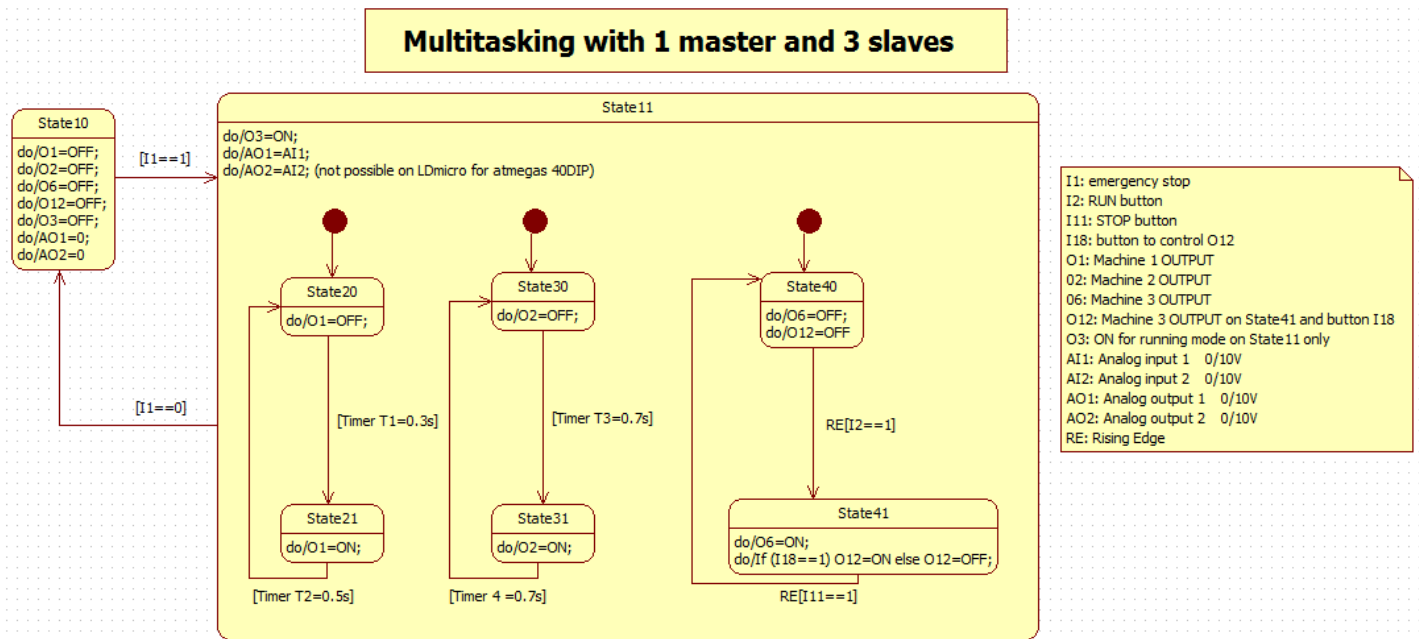 Multitasking with 1 master and 3 slaves
State10
do/O1=OFF;
do/O2=OFF;
do/O6=OFF;
do/O12=OFF;
do/O3=OFF;
do/AO1=0;
do/AO2=0
[I1==1]
[I1==0]
State11
do/O3=ON;
do/AO1=AI1;
do/AO2=AI2; (not possible on LDmicro for atmegas 40DIP)
State20
do/O1=OFF;
[Timer T1=0.3s]
State21
do/O1=ON;
[Timer T2=0.5s]
State30
do/O2=OFF;
[Timer T3=0.7s]
State31
do/O2=ON;
[Timer 4 =0.7s]
State40
do/O6=OFF;
do/O12=OFF
RE[I2==1]
State41
do/O6=ON;
do/If (I18==1) O12=ON else O12=OFF;
RE[I11==1]
I1: emergency stop
I2: RUN button
I11: STOP button
I18: button to control O12
O1: Machine 1 OUTPUT
02: Machine 2 OUTPUT
06: Machine 3 OUTPUT
O12: Machine 3 OUTPUT on State41 and button I18
O3: ON for running mode on State11 only
AI1: Analog input 1 0/10V
AI2: Analog input 2 0/10V
AO1: Analog output 1 0/10V
AO2: Analog output 2 0/10V
RE: Rising Edge